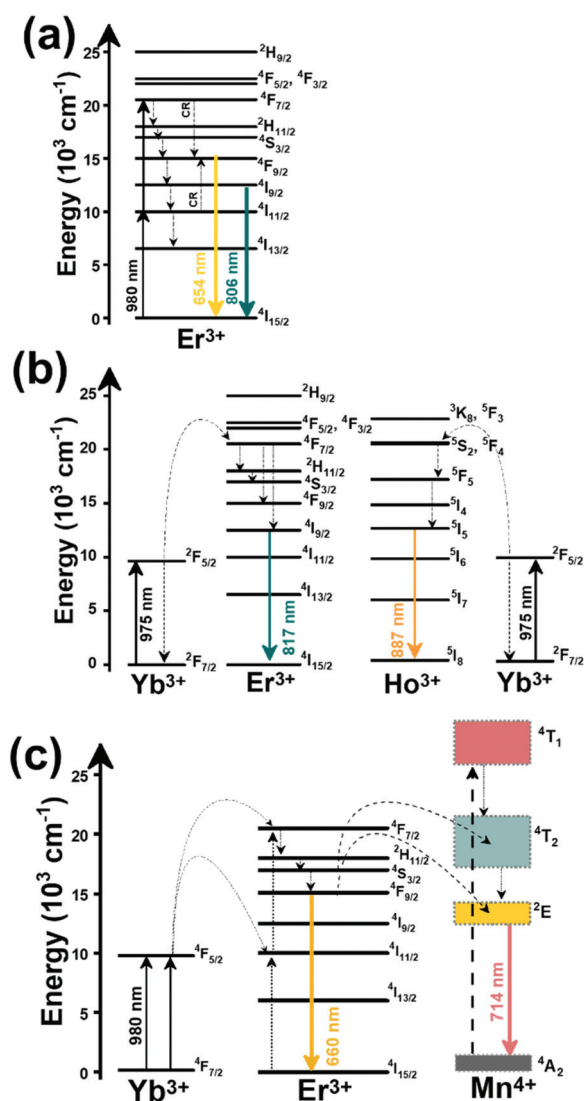 (a)
Energy (10³ cm⁻¹)
25
20
15
10
5
0
²H9/2
⁴F5/2, ⁴F3/2
⁴F7/2
²H11/2
⁴S3/2
⁴F9/2
⁴I9/2
⁴I11/2
⁴I13/2
⁴I15/2
CR
CR
980 nm
654 nm
806 nm
Er³⁺
(b)
Energy (10³ cm⁻¹)
25
20
15
10
5
0
²F5/2
²F7/2
975 nm
Yb³⁺
²H9/2
⁴F5/2, ⁴F3/2
⁴F7/2
²H11/2
⁴S3/2
⁴F9/2
⁴I9/2
⁴I11/2
⁴I13/2
⁴I15/2
817 nm
Er³⁺
³K8, ⁵F3
⁵S2, ⁵F4
⁵F5
⁵I4
⁵I5
⁵I6
⁵I7
⁵I8
887 nm
Ho³⁺
²F5/2
²F7/2
975 nm
Yb³⁺
(c)
Energy (10³ cm⁻¹)
25
20
15
10
5
0
⁴F5/2
⁴F7/2
980 nm
Yb³⁺
⁴F7/2
²H11/2
⁴S3/2
⁴F9/2
⁴I9/2
⁴I11/2
⁴I13/2
⁴I15/2
660 nm
Er³⁺
⁴T1
⁴T2
²E
⁴A2
714 nm
Mn⁴⁺